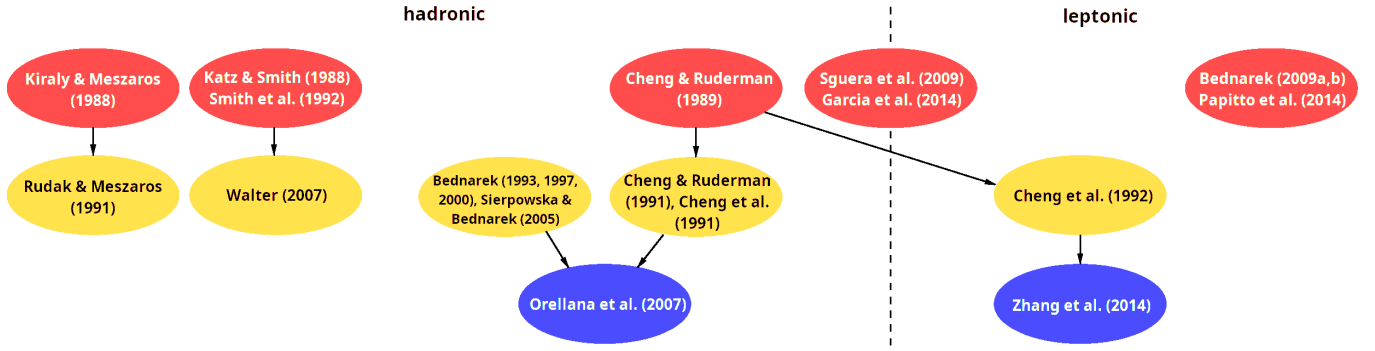 hadronic
leptonic
Kiraly & Meszaros
(1988)
Katz & Smith (1988)
Smith et al. (1992)
Cheng & Ruderman
(1989)
Sguera et al. (2009)
Garcia et al. (2014)
Bednarek (2009a,b)
Papitto et al. (2014)
Rudak & Meszaros
(1991)
Walter (2007)
Bednarek (1993, 1997,
2000), Sierpowska &
Bednarek (2005)
Cheng & Ruderman
(1991), Cheng et al.
(1991)
Cheng et al. (1992)
Orellana et al. (2007)
Zhang et al. (2014)